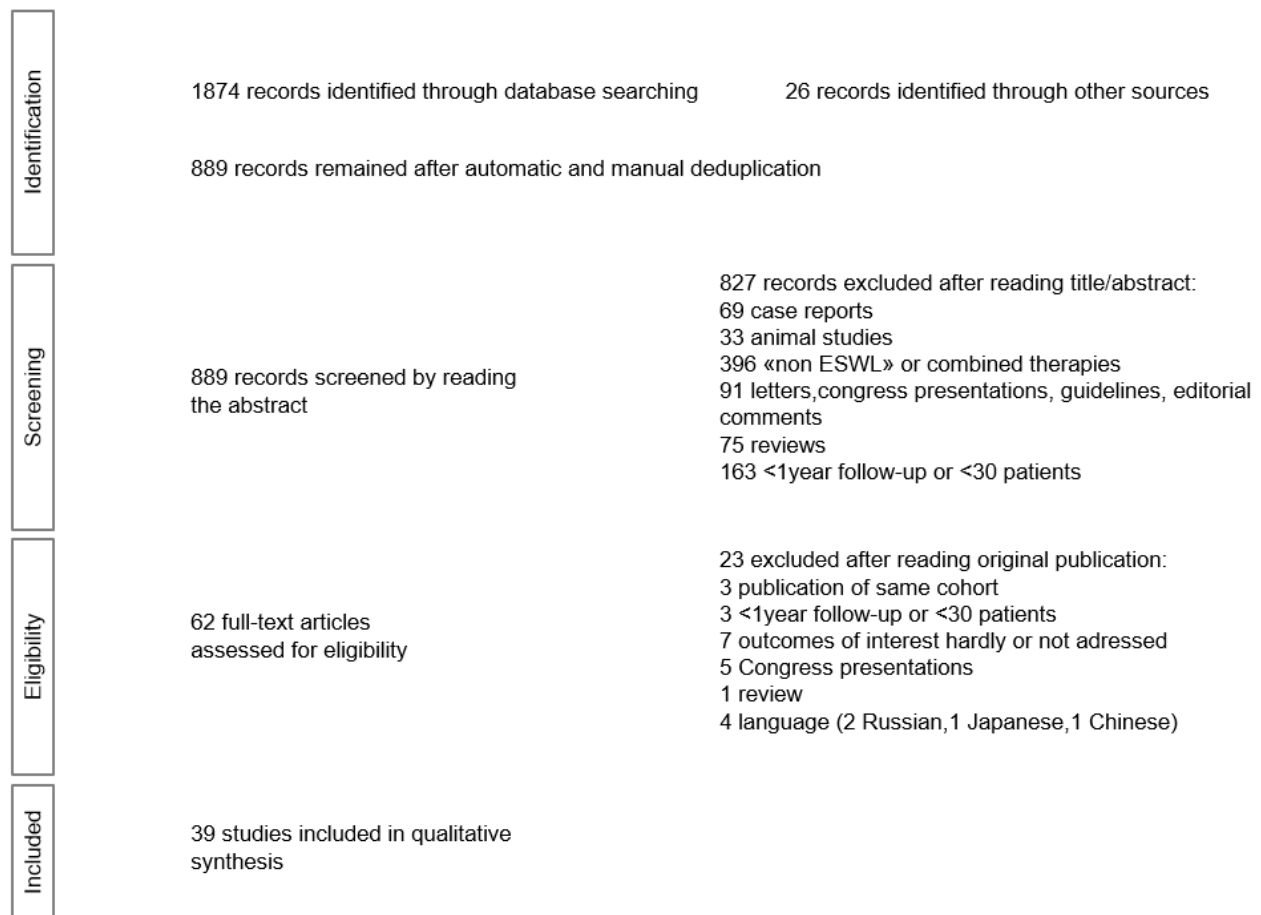 Identification
1874 records identified through database searching
26 records identified through other sources
889 records remained after automatic and manual deduplication
Screening
889 records screened by reading
the abstract
827 records excluded after reading title/abstract:
69 case reports
33 animal studies
396 «non ESWL» or combined therapies
91 letters,congress presentations, guidelines, editorial
comments
75 reviews
163 <1year follow-up or <30 patients
Eligibility
62 full-text articles
assessed for eligibility
23 excluded after reading original publication:
3 publication of same cohort
3 <1year follow-up or <30 patients
7 outcomes of interest hardly or not adressed
5 Congress presentations
1 review
4 language (2 Russian,1 Japanese,1 Chinese)
Included
39 studies included in qualitative
synthesis